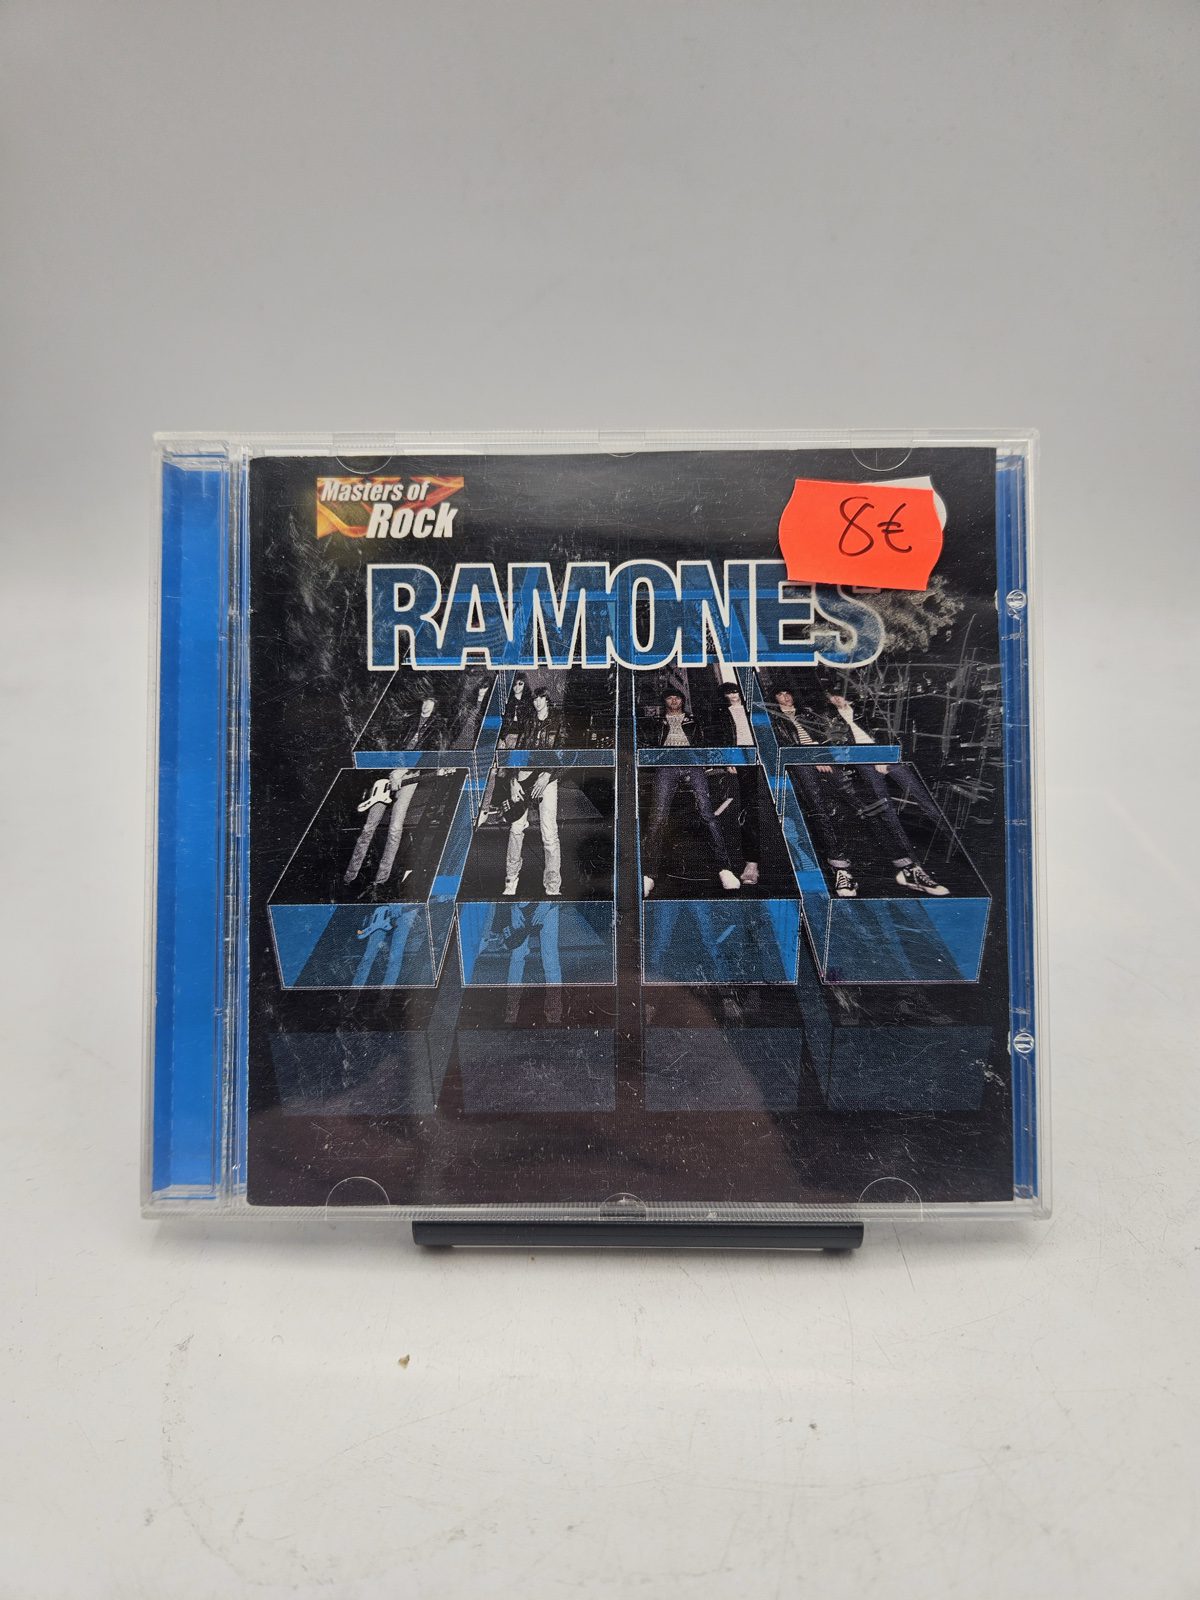 Masters of
Rock
8€
RAMONES